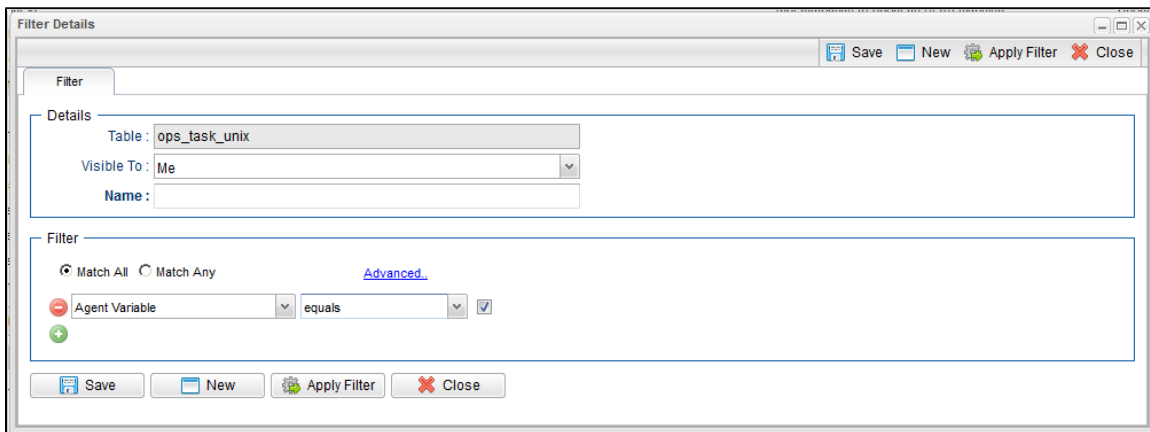 Filter Details
Save New Apply Filter Close
Filter
Details
Table : ops_task_unix
Visible To : Me
Name :
Filter
Match All Match Any Advanced..
Agent Variable equals
Save New Apply Filter Close